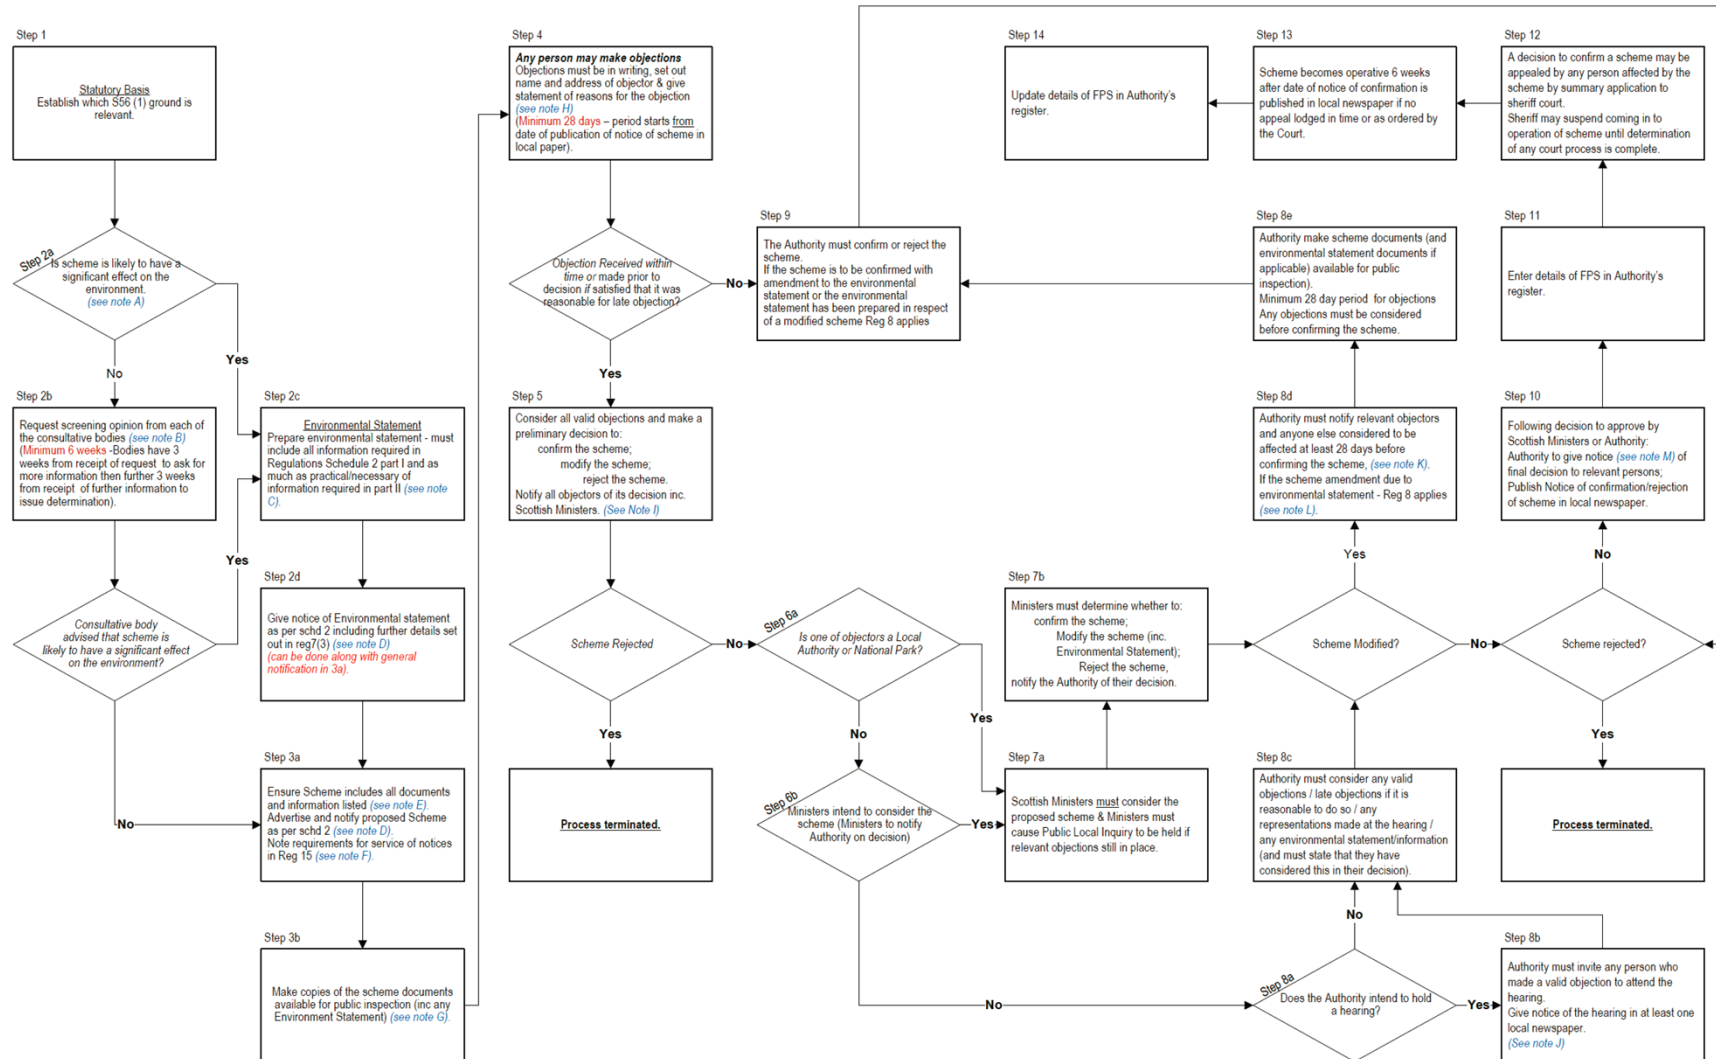 Step 1
Statutory Basis
Establish which S56 (1) ground is
relevant.
Step 2a
Is scheme is likely to have a
significant effect on the
environment.
(see note A)
Yes
No
Step 2b
Request screening opinion from each of
the consultative bodies (see note B)
(Minimum 6 weeks -Bodies have 3
weeks from receipt of request to ask for
more information then further 3 weeks
from receipt of further information to
issue determination).
Consultative body
advised that scheme is
likely to have a significant effect
on the environment?
Yes
No
Step 2c
Environmental Statement
Prepare environmental statement - must
include all information required in
Regulations Schedule 2 part I and as
much as practical/necessary of
information required in part II (see note
C).
Step 2d
Give notice of Environmental statement
as per schd 2 including further details set
out in reg7(3) (see note D)
(can be done along with general
notification in 3a).
Step 3a
Ensure Scheme includes all documents
and information listed (see note E).
Advertise and notify proposed Scheme
as per schd 2 (see note D).
Note requirements for service of notices
in Reg 15 (see note F).
Step 3b
Make copies of the scheme documents
available for public inspection (inc any
Environment Statement) (see note G).
Step 4
Any person may make objections
Objections must be in writing, set out
name and address of objector & give
statement of reasons for the objection
(see note H)
(Minimum 28 days – period starts from
date of publication of notice of scheme in
local paper).
Objection Received within
time or made prior to
decision if satisfied that it was
reasonable for late objection?
No
Yes
Step 5
Consider all valid objections and make a
preliminary decision to:
confirm the scheme;
modify the scheme;
reject the scheme.
Notify all objectors of its decision inc.
Scottish Ministers. (See Note I)
Scheme Rejected
No
Yes
Process terminated.
Step 6a
Is one of objectors a Local
Authority or National Park?
Yes
No
Step 6b
Ministers intend to consider the
scheme (Ministers to notify
Authority on decision)
Yes
No
Step 7a
Scottish Ministers must consider the
proposed scheme & Ministers must
cause Public Local Inquiry to be held if
relevant objections still in place.
Step 7b
Ministers must determine whether to:
confirm the scheme;
Modify the scheme (inc.
Environmental Statement);
Reject the scheme,
notify the Authority of their decision.
Step 8a
Does the Authority intend to hold
a hearing?
Yes
No
Step 8b
Authority must invite any person who
made a valid objection to attend the
hearing.
Give notice of the hearing in at least one
local newspaper.
(See note J)
Step 8c
Authority must consider any valid
objections / late objections if it is
reasonable to do so / any
representations made at the hearing /
any environmental statement/information
(and must state that they have
considered this in their decision).
Scheme Modified?
Yes
No
Step 8d
Authority must notify relevant objectors
and anyone else considered to be
affected at least 28 days before
confirming the scheme, (see note K).
If the scheme amendment due to
environmental statement - Reg 8 applies
(see note L).
Step 8e
Authority make scheme documents (and
environmental statement documents if
applicable) available for public
inspection).
Minimum 28 day period for objections
Any objections must be considered
before confirming the scheme.
Step 9
The Authority must confirm or reject the
scheme.
If the scheme is to be confirmed with
amendment to the environmental
statement or the environmental
statement has been prepared in respect
of a modified scheme Reg 8 applies
Scheme rejected?
No
Yes
Process terminated.
Step 10
Following decision to approve by
Scottish Ministers or Authority:
Authority to give notice (see note M) of
final decision to relevant persons;
Publish Notice of confirmation/rejection
of scheme in local newspaper.
Step 11
Enter details of FPS in Authority's
register.
Step 12
A decision to confirm a scheme may be
appealed by any person affected by the
scheme by summary application to
sheriff court.
Sheriff may suspend coming in to
operation of scheme until determination
of any court process is complete.
Step 13
Scheme becomes operative 6 weeks
after date of notice of confirmation is
published in local newspaper if no
appeal lodged in time or as ordered by
the Court.
Step 14
Update details of FPS in Authority's
register.